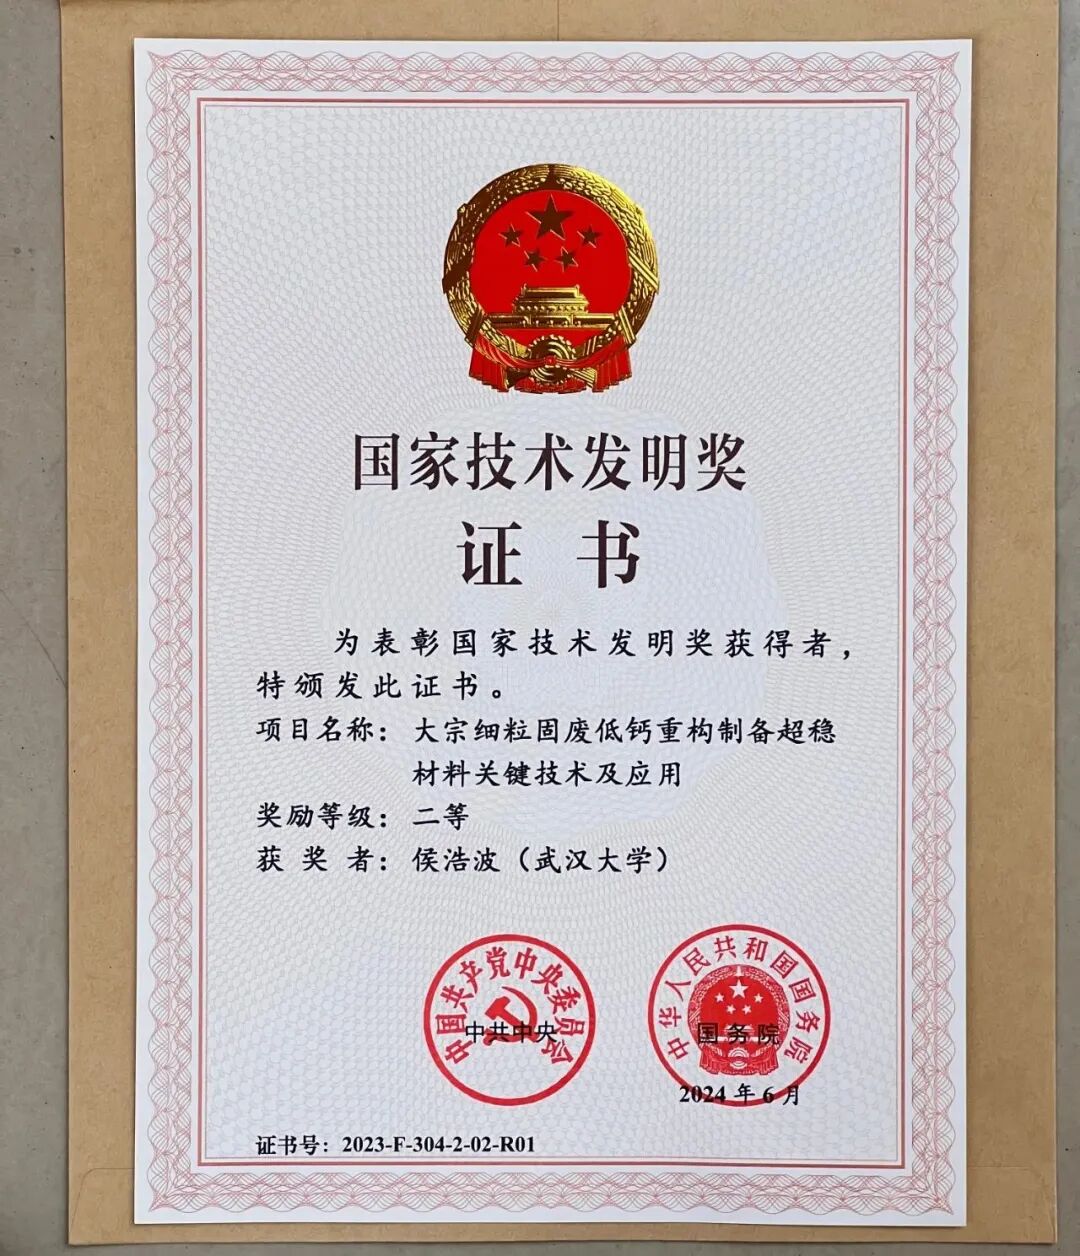 国家技术发明奖
证书
为表彰国家技术发明奖获得者，
特颁发此证书。
项目名称：大宗细粒固废低钙重构制备超稳
材料关键技术及应用
奖励等级：二等
获奖者：侯浩波（武汉大学）
中国共产党中央委员会
中共中央
中华人民共和国国务院
国务院
2024年6月
证书号：2023-F-304-2-02-R01